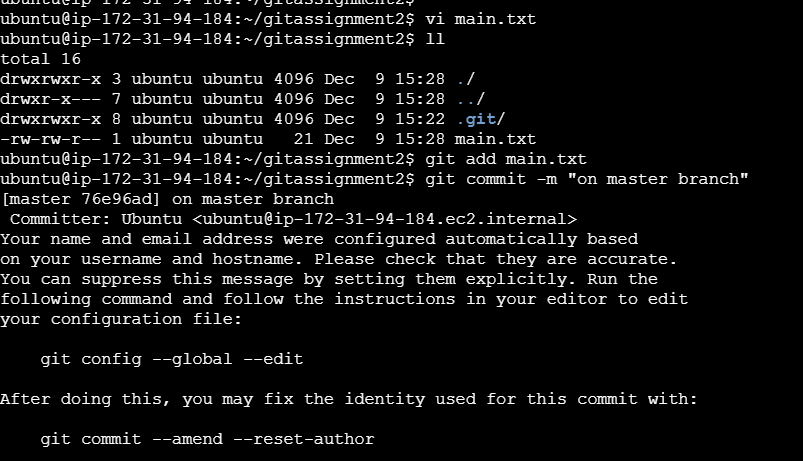 ubuntu@ip-172-31-94-184:~/gitassignment2$
ubuntu@ip-172-31-94-184:~/gitassignment2$ vi main.txt
ubuntu@ip-172-31-94-184:~/gitassignment2$ ll
total 16
drwxrwxr-x 3 ubuntu ubuntu 4096 Dec  9 15:28 ./
drwxr-x--- 7 ubuntu ubuntu 4096 Dec  9 15:28 ../
drwxrwxr-x 8 ubuntu ubuntu 4096 Dec  9 15:22 .git/
-rw-rw-r-- 1 ubuntu ubuntu   21 Dec  9 15:28 main.txt
ubuntu@ip-172-31-94-184:~/gitassignment2$ git add main.txt
ubuntu@ip-172-31-94-184:~/gitassignment2$ git commit -m "on master branch"
[master 76e96ad] on master branch
 Committer: Ubuntu <ubuntu@ip-172-31-94-184.ec2.internal>
Your name and email address were configured automatically based
on your username and hostname. Please check that they are accurate.
You can suppress this message by setting them explicitly. Run the
following command and follow the instructions in your editor to edit
your configuration file:

    git config --global --edit

After doing this, you may fix the identity used for this commit with:

    git commit --amend --reset-author